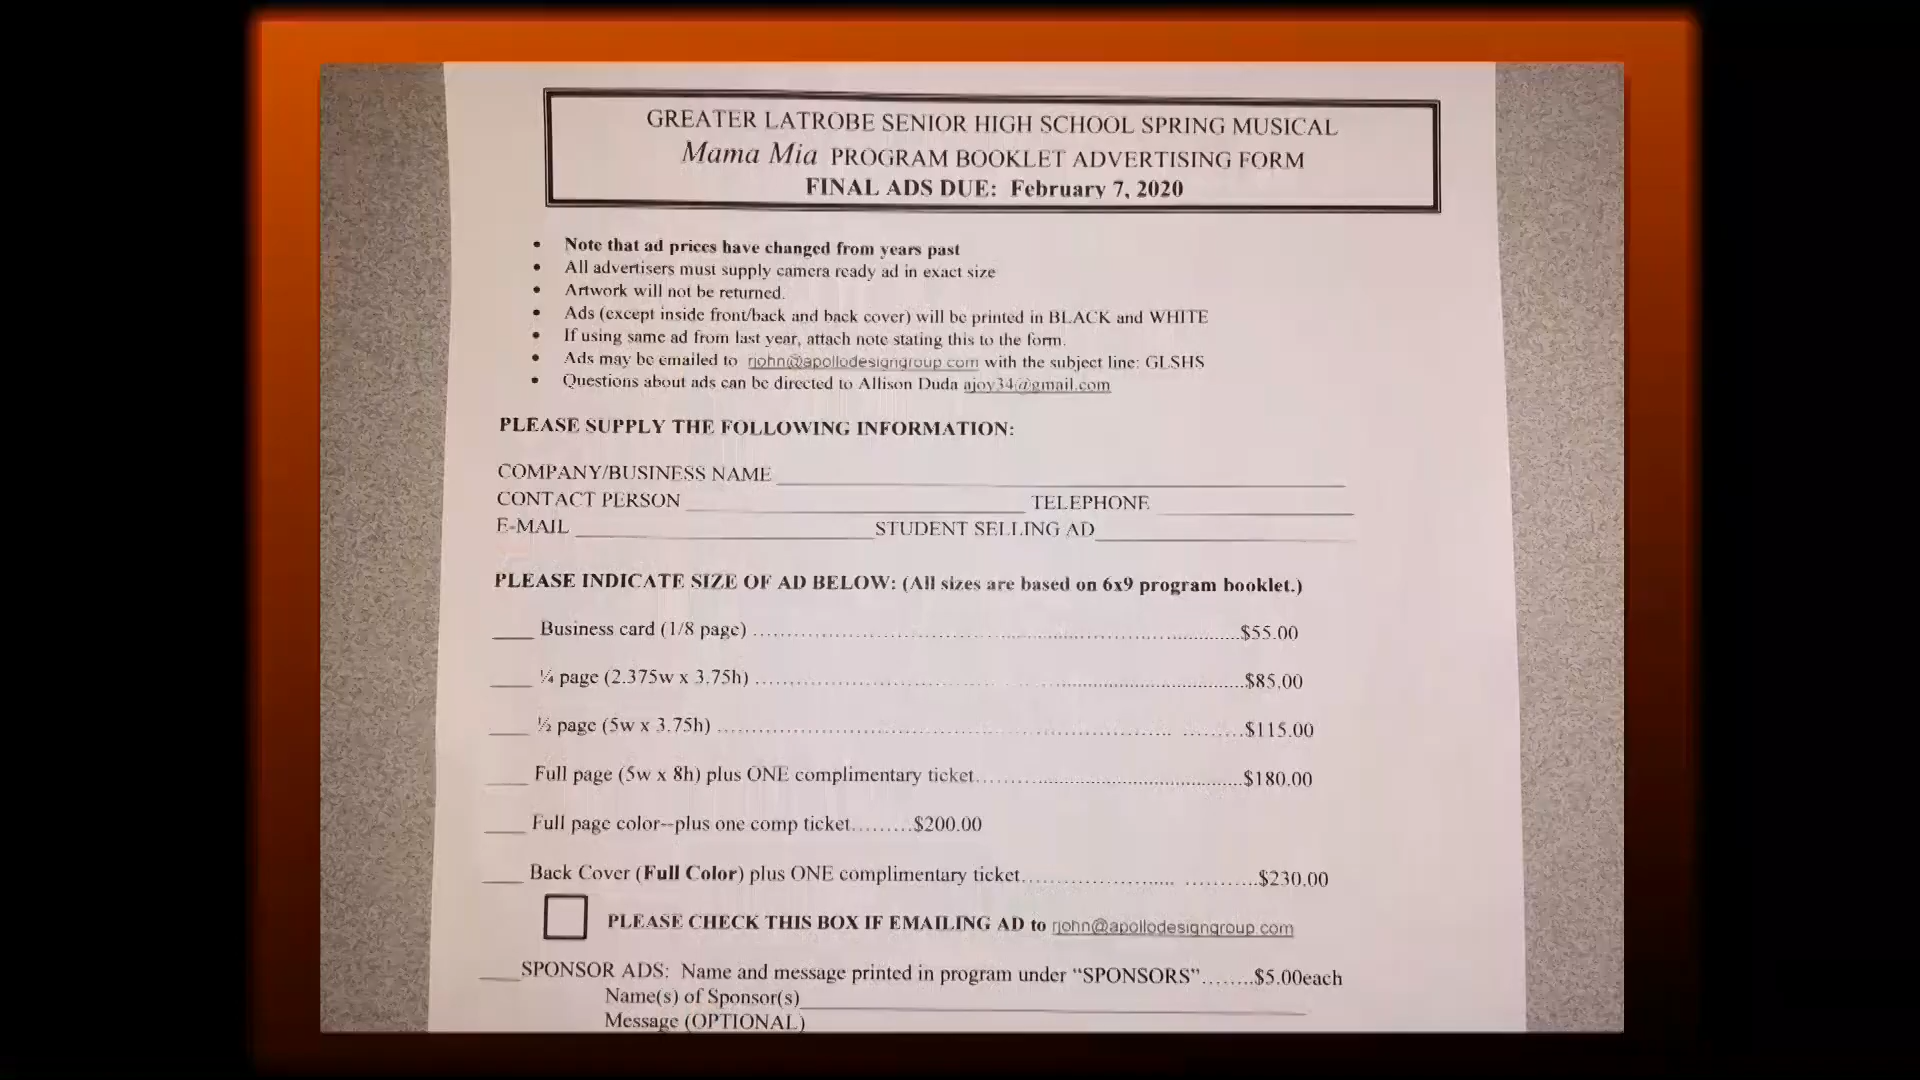 GREATER LATROBE SENIOR HIGH SCHOOL SPRING MUSICAL
Mama Mia PROGRAM BOOKLET ADVERTISING FORM
FINAL ADS DUE: February 7, 2020
• Note that ad prices have changed from years past
• All advertisers must supply camera ready ad in exact size
• Artwork will not be returned.
• Ads (except inside front/back and back cover) will be printed in BLACK and WHITE
• If using same ad from last year, attach note stating this to the form.
• Ads may be emailed to rjohn@apollodesigngroup.com with the subject line: GLSHS
• Questions about ads can be directed to Allison Duda ajoy34@gmail.com
PLEASE SUPPLY THE FOLLOWING INFORMATION:
COMPANY/BUSINESS NAME
CONTACT PERSON TELEPHONE
E-MAIL STUDENT SELLING AD
PLEASE INDICATE SIZE OF AD BELOW: (All sizes are based on 6x9 program booklet.)
Business card (1/8 page) $55.00
¼ page (2.375w x 3.75h) $85.00
½ page (5w x 3.75h) $115.00
Full page (5w x 8h) plus ONE complimentary ticket $180.00
Full page color--plus one comp ticket $200.00
Back Cover (Full Color) plus ONE complimentary ticket $230.00
PLEASE CHECK THIS BOX IF EMAILING AD to rjohn@apollodesigngroup.com
SPONSOR ADS: Name and message printed in program under “SPONSORS” $5.00each
Name(s) of Sponsor(s)
Message (OPTIONAL)